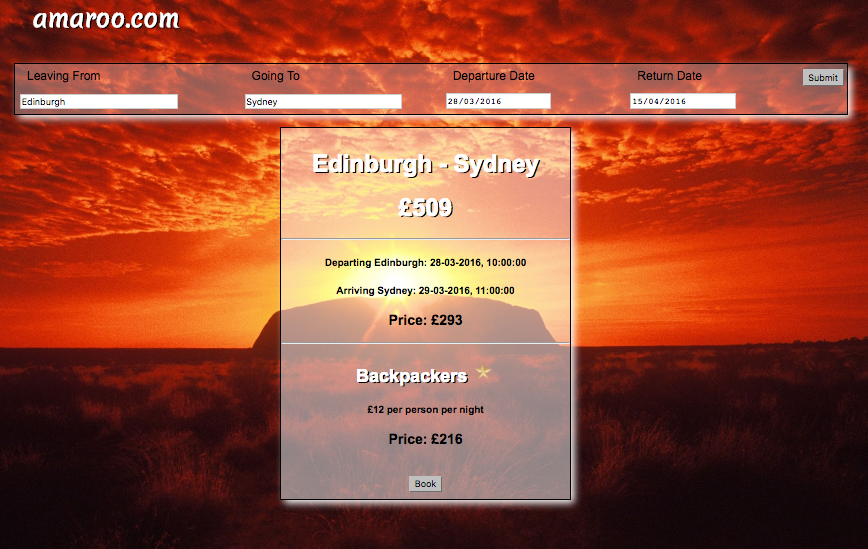 amaroo.com
Leaving From Going To Departure Date Return Date Submit
Edinburgh Sydney 28/03/2016 15/04/2016
Edinburgh - Sydney
£509
Departing Edinburgh: 28-03-2016, 10:00:00
Arriving Sydney: 29-03-2016, 11:00:00
Price: £293
Backpackers
£12 per person per night
Price: £216
Book